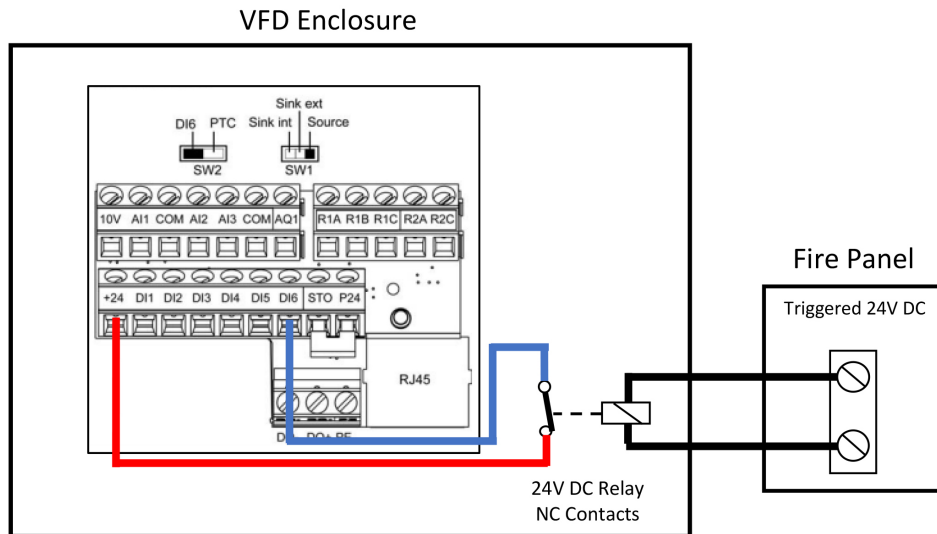 VFD Enclosure
Sink ext
DI6 PTC Sink int Source
SW2 SW1
10V AI1 COM AI2 AI3 COM AQ1 R1A R1B R1C R2A R2C
+24 DI1 DI2 DI3 DI4 DI5 DI6 STO P24
RJ45
24V DC Relay
NC Contacts
Fire Panel
Triggered 24V DC